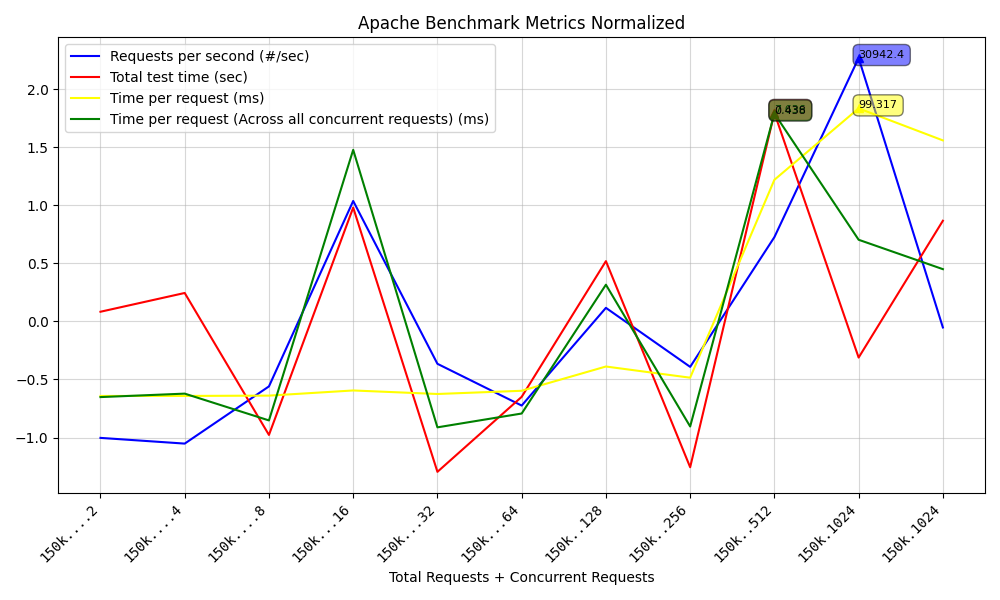 Apache Benchmark Metrics Normalized
Requests per second (#/sec)
Total test time (sec)
Time per request (ms)
Time per request (Across all concurrent requests) (ms)
30942.4
99.317
2.0
1.5
1.0
0.5
0.0
−0.5
−1.0
150k....2
150k....4
150k....8
150k...16
150k...32
150k...64
150k..128
150k..256
150k..512
150k.1024
150k.1024
Total Requests + Concurrent Requests